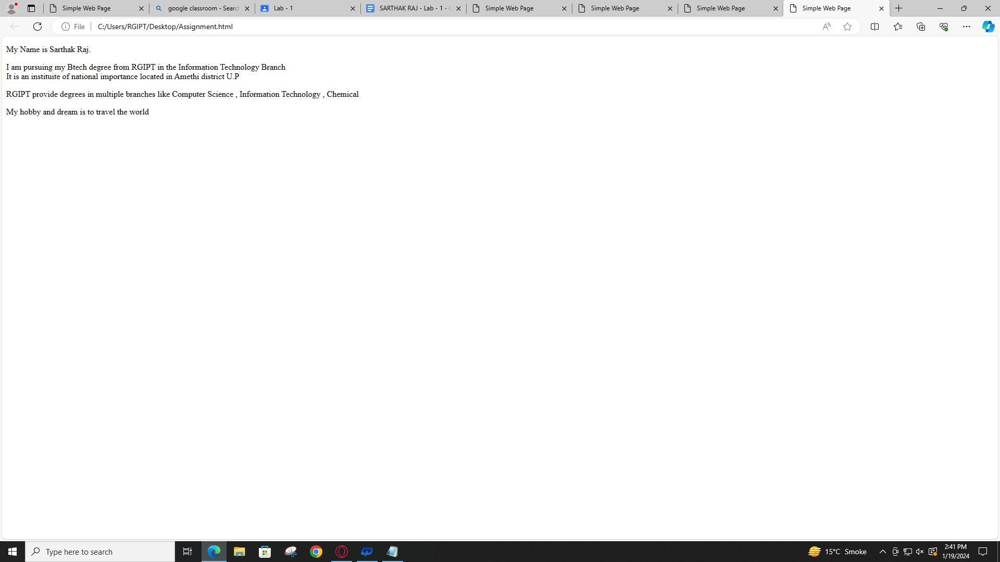 Simple Web Page
google classroom - Searc
Lab - 1
SARTHAK RAJ - Lab - 1 -
Simple Web Page
Simple Web Page
Simple Web Page
Simple Web Page
File
C:/Users/RGIPT/Desktop/Assignment.html
My Name is Sarthak Raj.
I am pursuing my Btech degree from RGIPT in the Information Technology Branch
It is an instituite of national importance located in Amethi district U.P
RGIPT provide degrees in multiple branches like Computer Science , Information Technology , Chemical
My hobby and dream is to travel the world
Type here to search
15°C Smoke
2:41 PM
1/19/2024